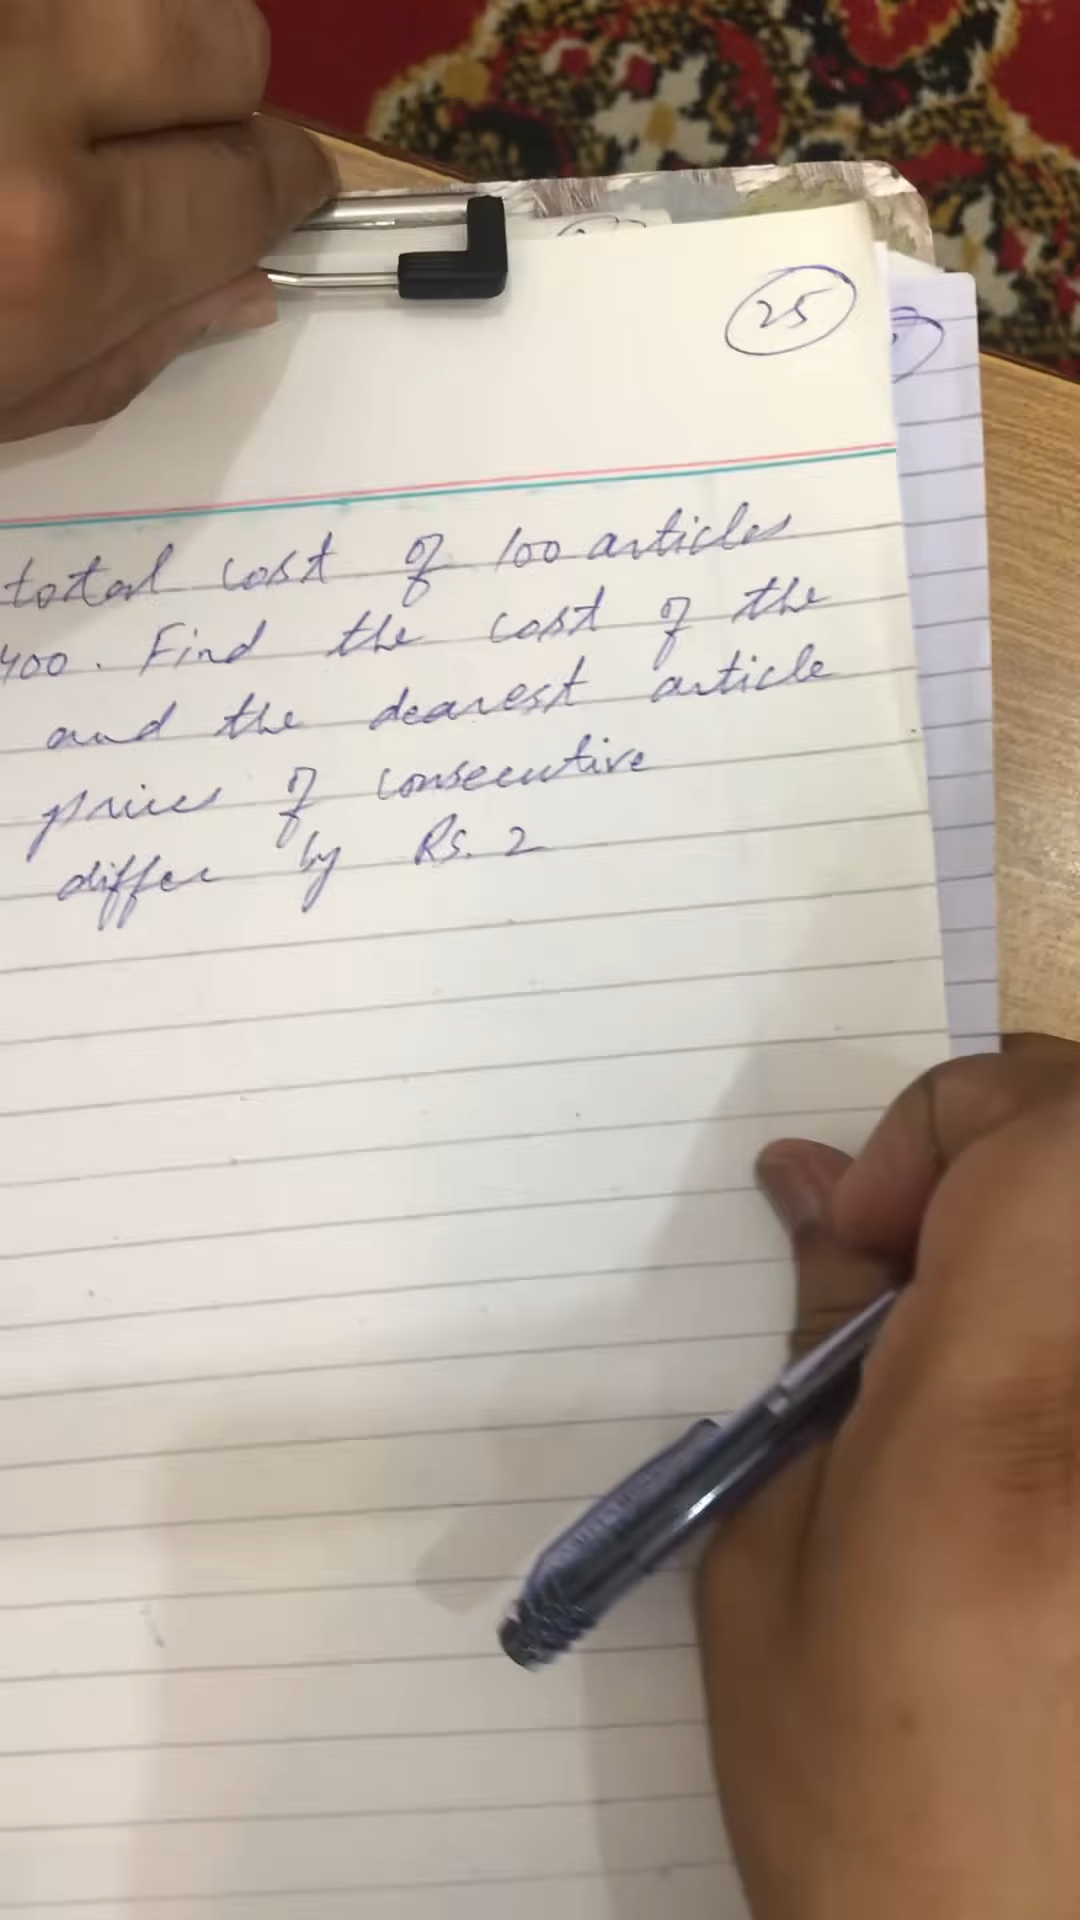 25
total cost of 100 articles
400. Find the cost of the
and the dearest article
prices of consecutive
differ by Rs. 2